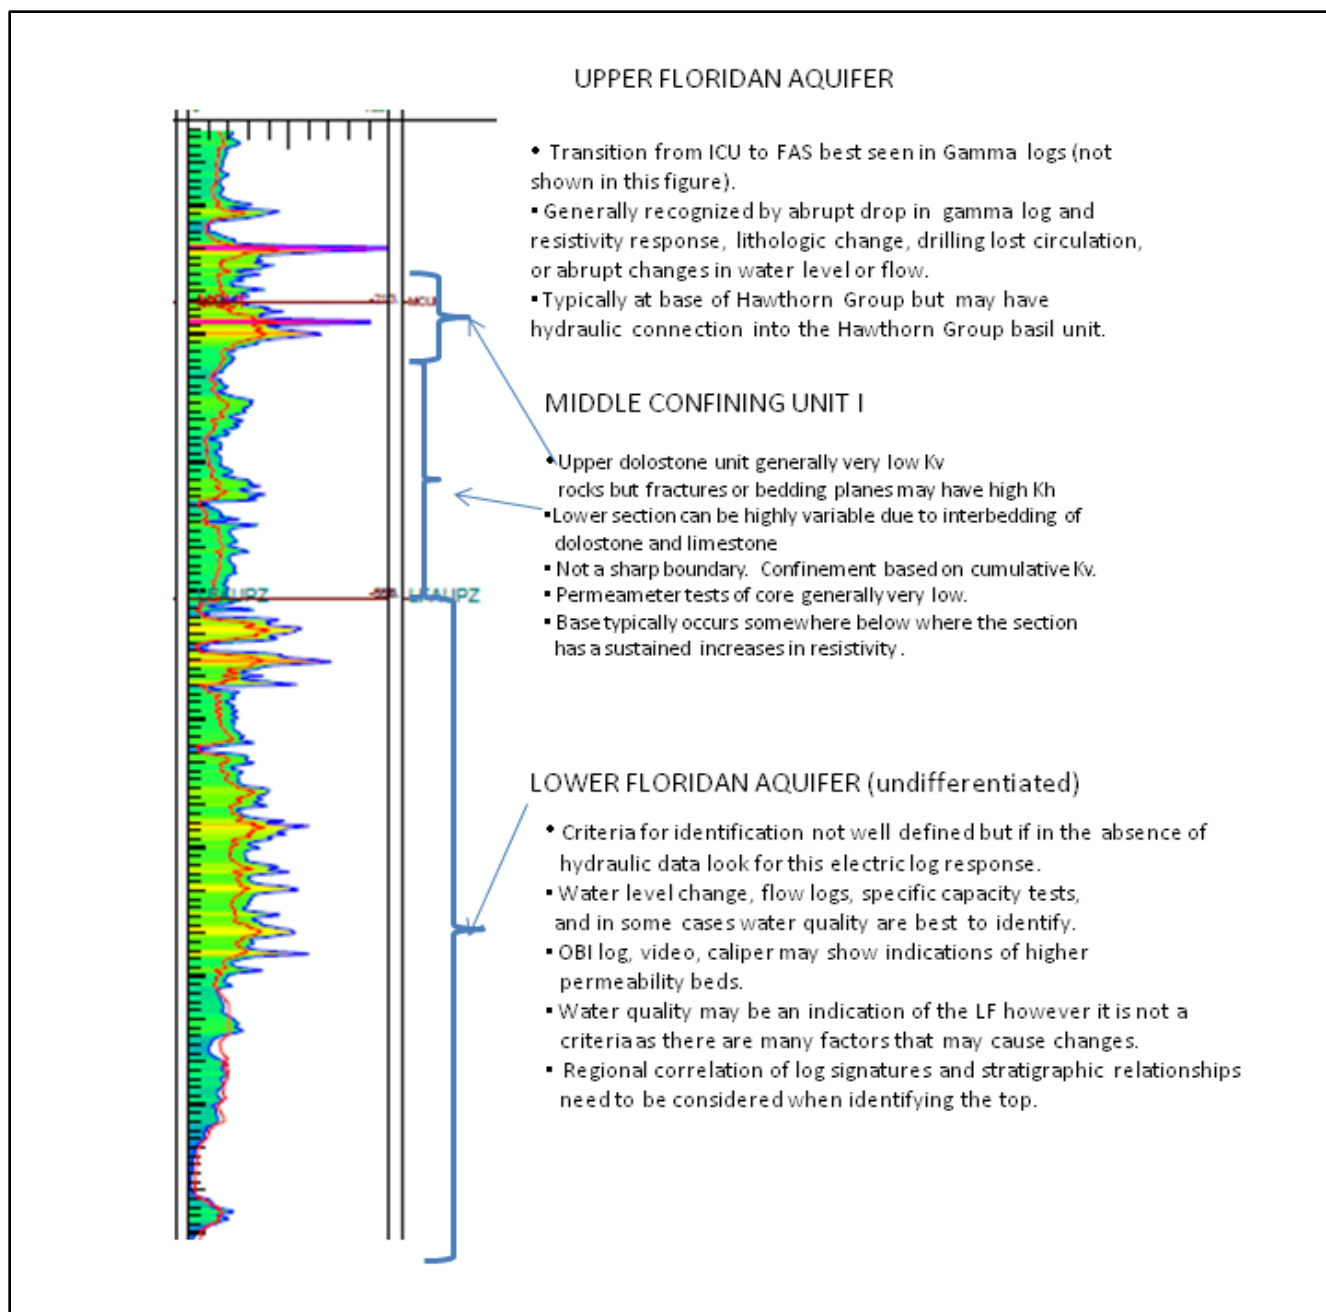 UPPER FLORIDAN AQUIFER
• Transition from ICU to FAS best seen in Gamma logs (not
shown in this figure).
▪ Generally recognized by abrupt drop in gamma log and
resistivity response, lithologic change, drilling lost circulation,
or abrupt changes in water level or flow.
▪ Typically at base of Hawthorn Group but may have
hydraulic connection into the Hawthorn Group basil unit.
MCU
MIDDLE CONFINING UNIT I
• Upper dolostone unit generally very low Kv
rocks but fractures or bedding planes may have high Kh
▪ Lower section can be highly variable due to interbedding of
dolostone and limestone
▪ Not a sharp boundary. Confinement based on cumulative Kv.
▪ Permeameter tests of core generally very low.
▪ Base typically occurs somewhere below where the section
has a sustained increases in resistivity .
LOWER FLORIDAN AQUIFER (undifferentiated)
• Criteria for identification not well defined but if in the absence of
hydraulic data look for this electric log response.
▪ Water level change, flow logs, specific capacity tests,
and in some cases water quality are best to identify.
▪ OBI log, video, caliper may show indications of higher
permeability beds.
▪ Water quality may be an indication of the LF however it is not a
criteria as there are many factors that may cause changes.
▪ Regional correlation of log signatures and stratigraphic relationships
need to be considered when identifying the top.